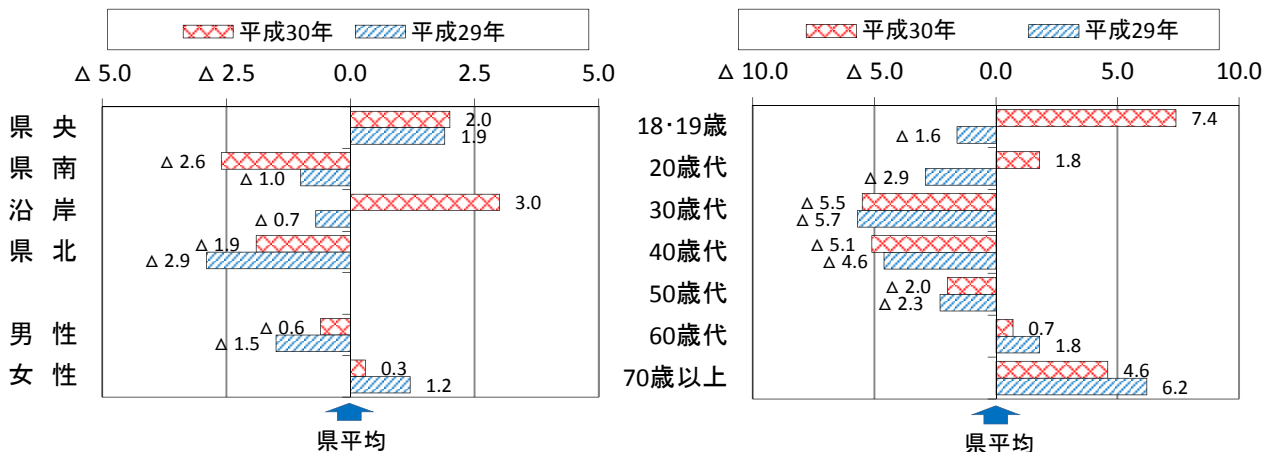 平成30年 平成29年
△ 5.0 △ 2.5 0.0 2.5 5.0
県 央 2.0
1.9
県 南 △ 2.6
△ 1.0
沿 岸 3.0
△ 0.7
県 北 △ 1.9
△ 2.9
男 性 △ 0.6
△ 1.5
女 性 0.3
1.2
県平均
平成30年 平成29年
△ 10.0 △ 5.0 0.0 5.0 10.0
18･19歳 7.4
△ 1.6
20歳代 1.8
△ 2.9
30歳代 △ 5.5
△ 5.7
40歳代 △ 5.1
△ 4.6
50歳代 △ 2.0
△ 2.3
60歳代 0.7
1.8
70歳以上 4.6
6.2
県平均